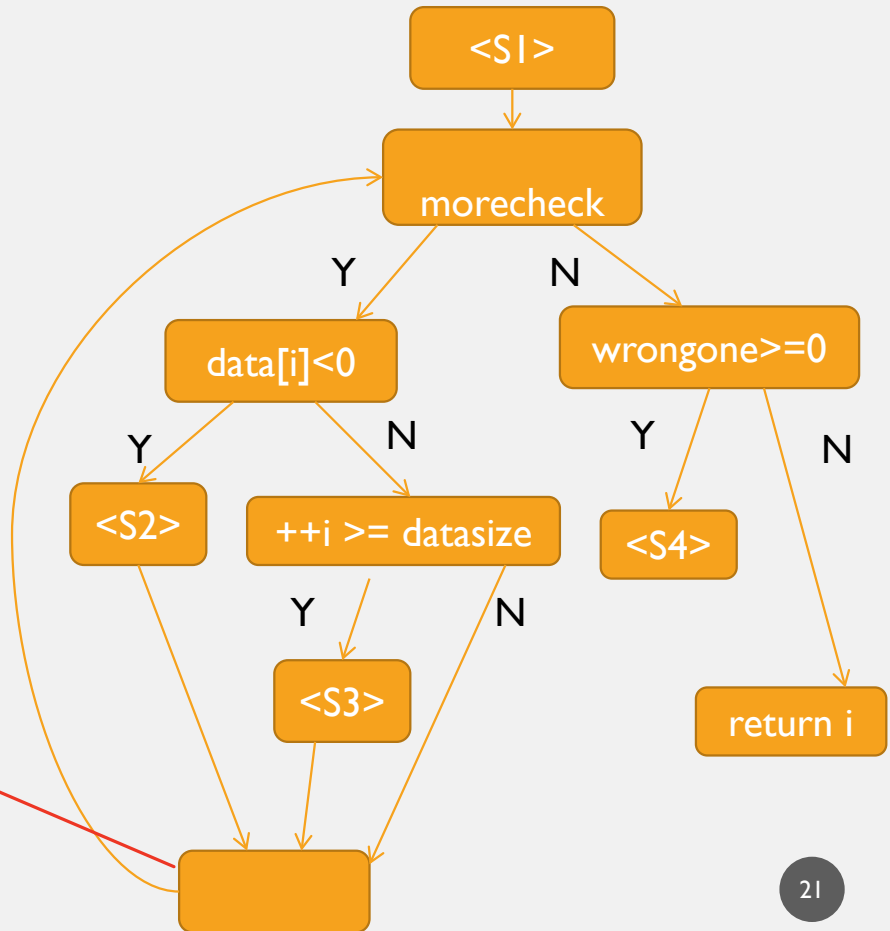 <S1>
morecheck
Y
N
data[i]<0
wrongone>=0
Y
N
Y
N
<S2>
++i >= datasize
<S4>
Y
N
<S3>
return i
21